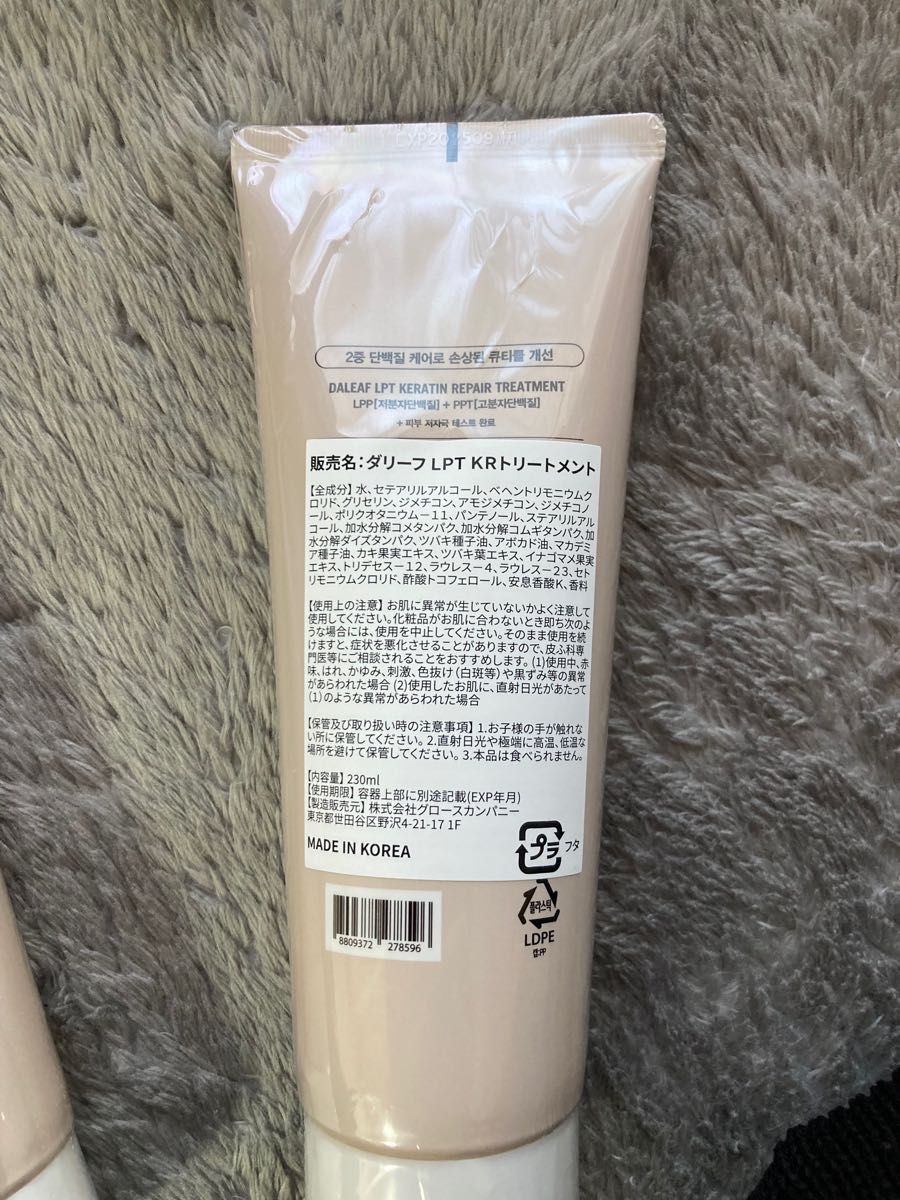 2중 단백질 케어로 손상된 큐티클 개선
DALEAF LPT KERATIN REPAIR TREATMENT
LPP[저분자단백질] + PPT[고분자단백질]
+ 피부 저자극 테스트 완료
販売名：ダリーフ LPT KRトリートメント
【全成分】水、セテアリルアルコール、ベヘントリモニウムク
ロリド、グリセリン、ジメチコン、アモジメチコン、ジメチコノ
ール、ポリクオタニウム－11、パンテノール、ステアリルアル
コール、加水分解コメタンパク、加水分解コムギタンパク、加
水分解ダイズタンパク、ツバキ種子油、アボカド油、マカデミ
ア種子油、カキ果実エキス、ツバキ葉エキス、イナゴマメ果実
エキス、トリデセス－12、ラウレス－4、ラウレス－23、セト
リモニウムクロリド、酢酸トコフェロール、安息香酸K、香料
【使用上の注意】お肌に異常が生じていないかよく注意して
使用してください。化粧品がお肌に合わないとき即ち次のよ
うな場合には、使用を中止してください。そのまま使用を続
けますと、症状を悪化させることがありますので、皮ふ科専
門医等にご相談されることをおすすめします。(1)使用中、赤
味、はれ、かゆみ、刺激、色抜け（白斑等）や黒ずみ等の異常
があらわれた場合 (2)使用したお肌に、直射日光があたって
(1)のような異常があらわれた場合
【保管及び取り扱い時の注意事項】1.お子様の手が触れな
い所に保管してください。2.直射日光や極端に高温、低温な
場所を避けて保管してください。3.本品は食べられません。
【内容量】230ml
【使用期限】容器上部に別途記載(EXP年月)
【製造販売元】株式会社グロースカンパニー
東京都世田谷区野沢4-21-17 1F
MADE IN KOREA
プラ フタ
플라스틱
LDPE
캡:PP
8809372 278596